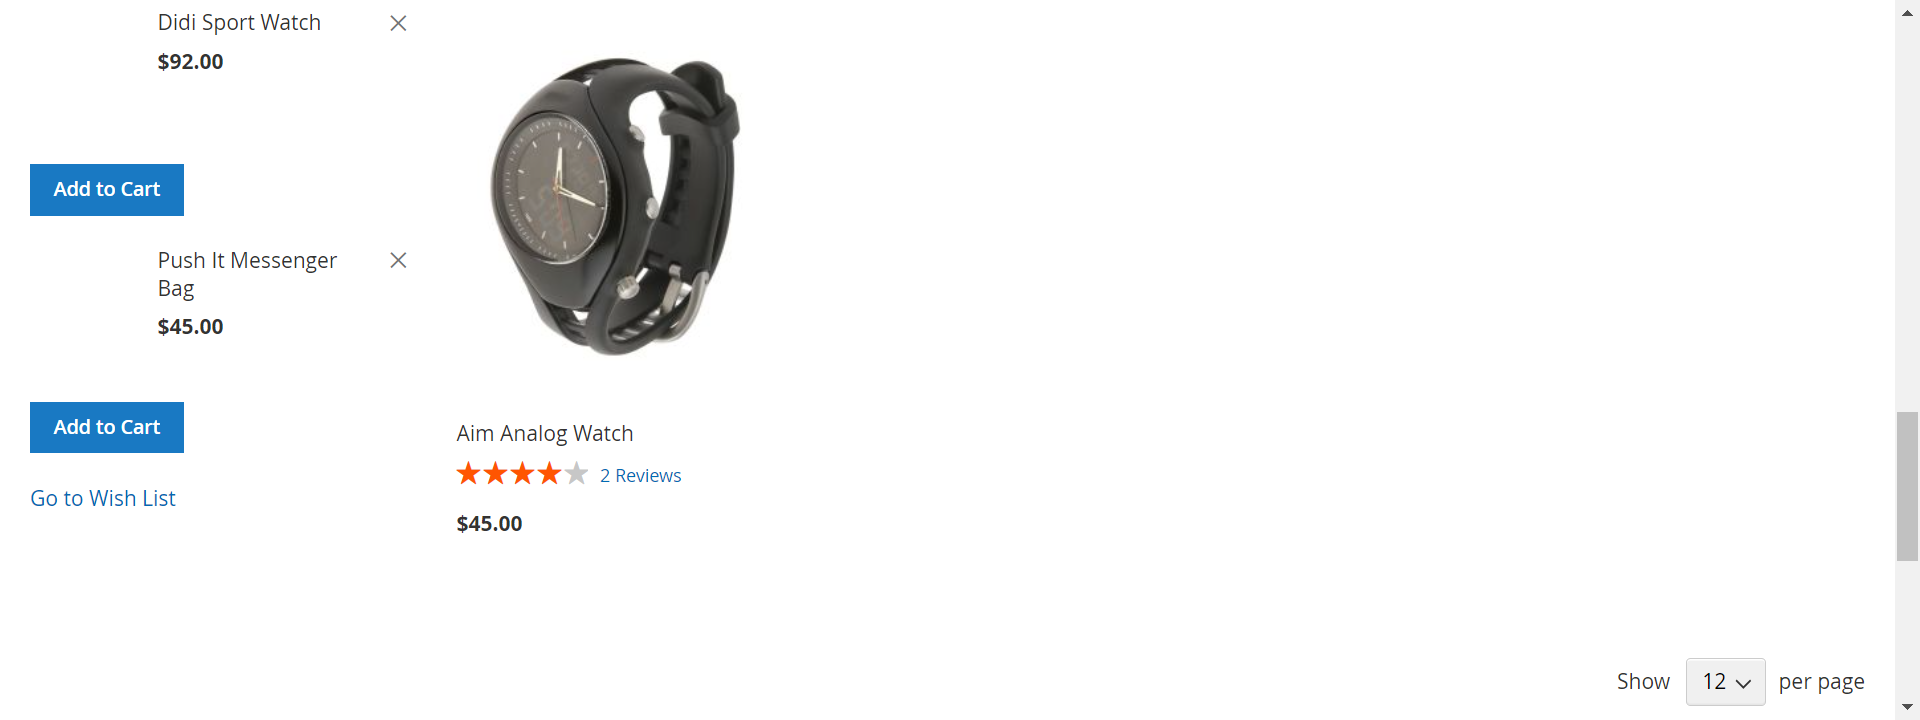 Didi Sport Watch
$92.00
Add to Cart
Push It Messenger
Bag
$45.00
Add to Cart
Go to Wish List
Aim Analog Watch
2 Reviews
$45.00
Show 12 per page